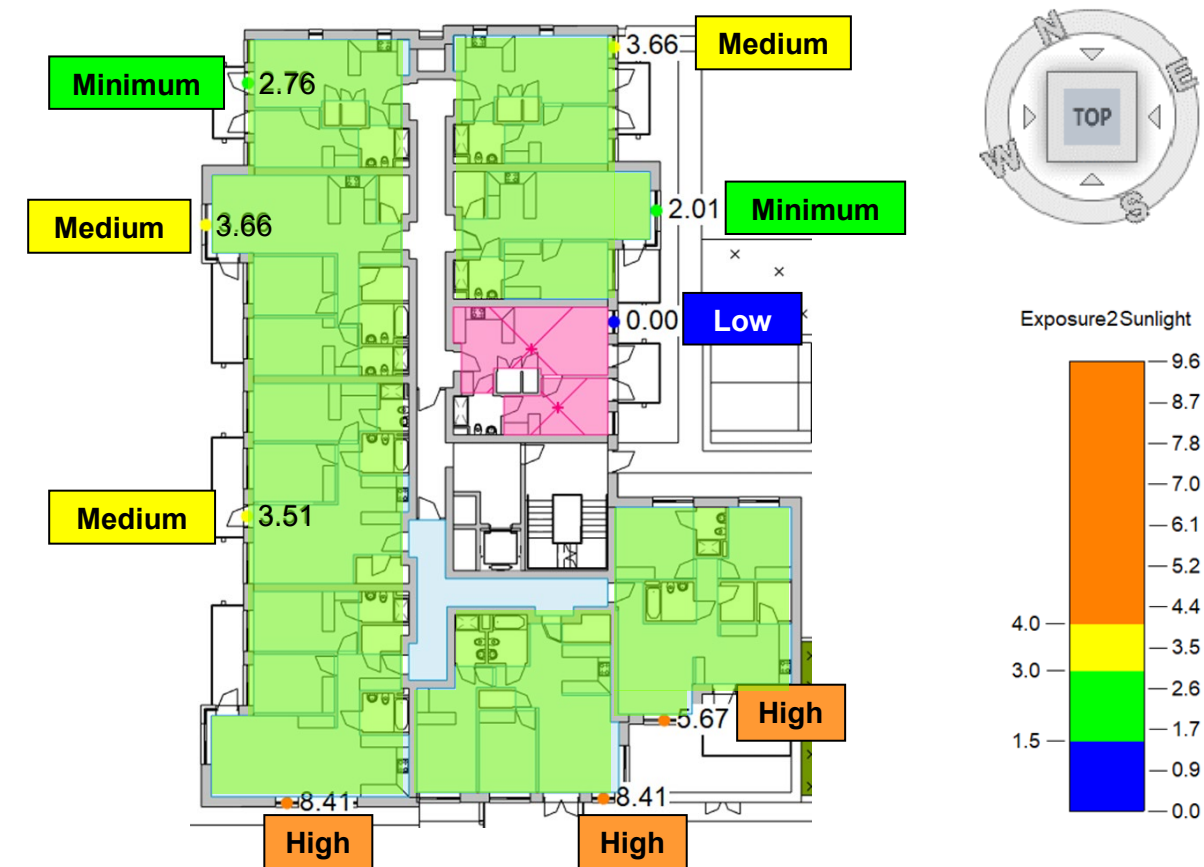 N
E
W
S
TOP
3.66 Medium
Minimum 2.76
Medium 3.66
2.01 Minimum
0.00 Low
Medium 3.51
5.67 High
8.41
8.41
High
High
Exposure2Sunlight
9.6
8.7
7.8
7.0
6.1
5.2
4.4
4.0
3.5
3.0
2.6
1.7
1.5
0.9
0.0